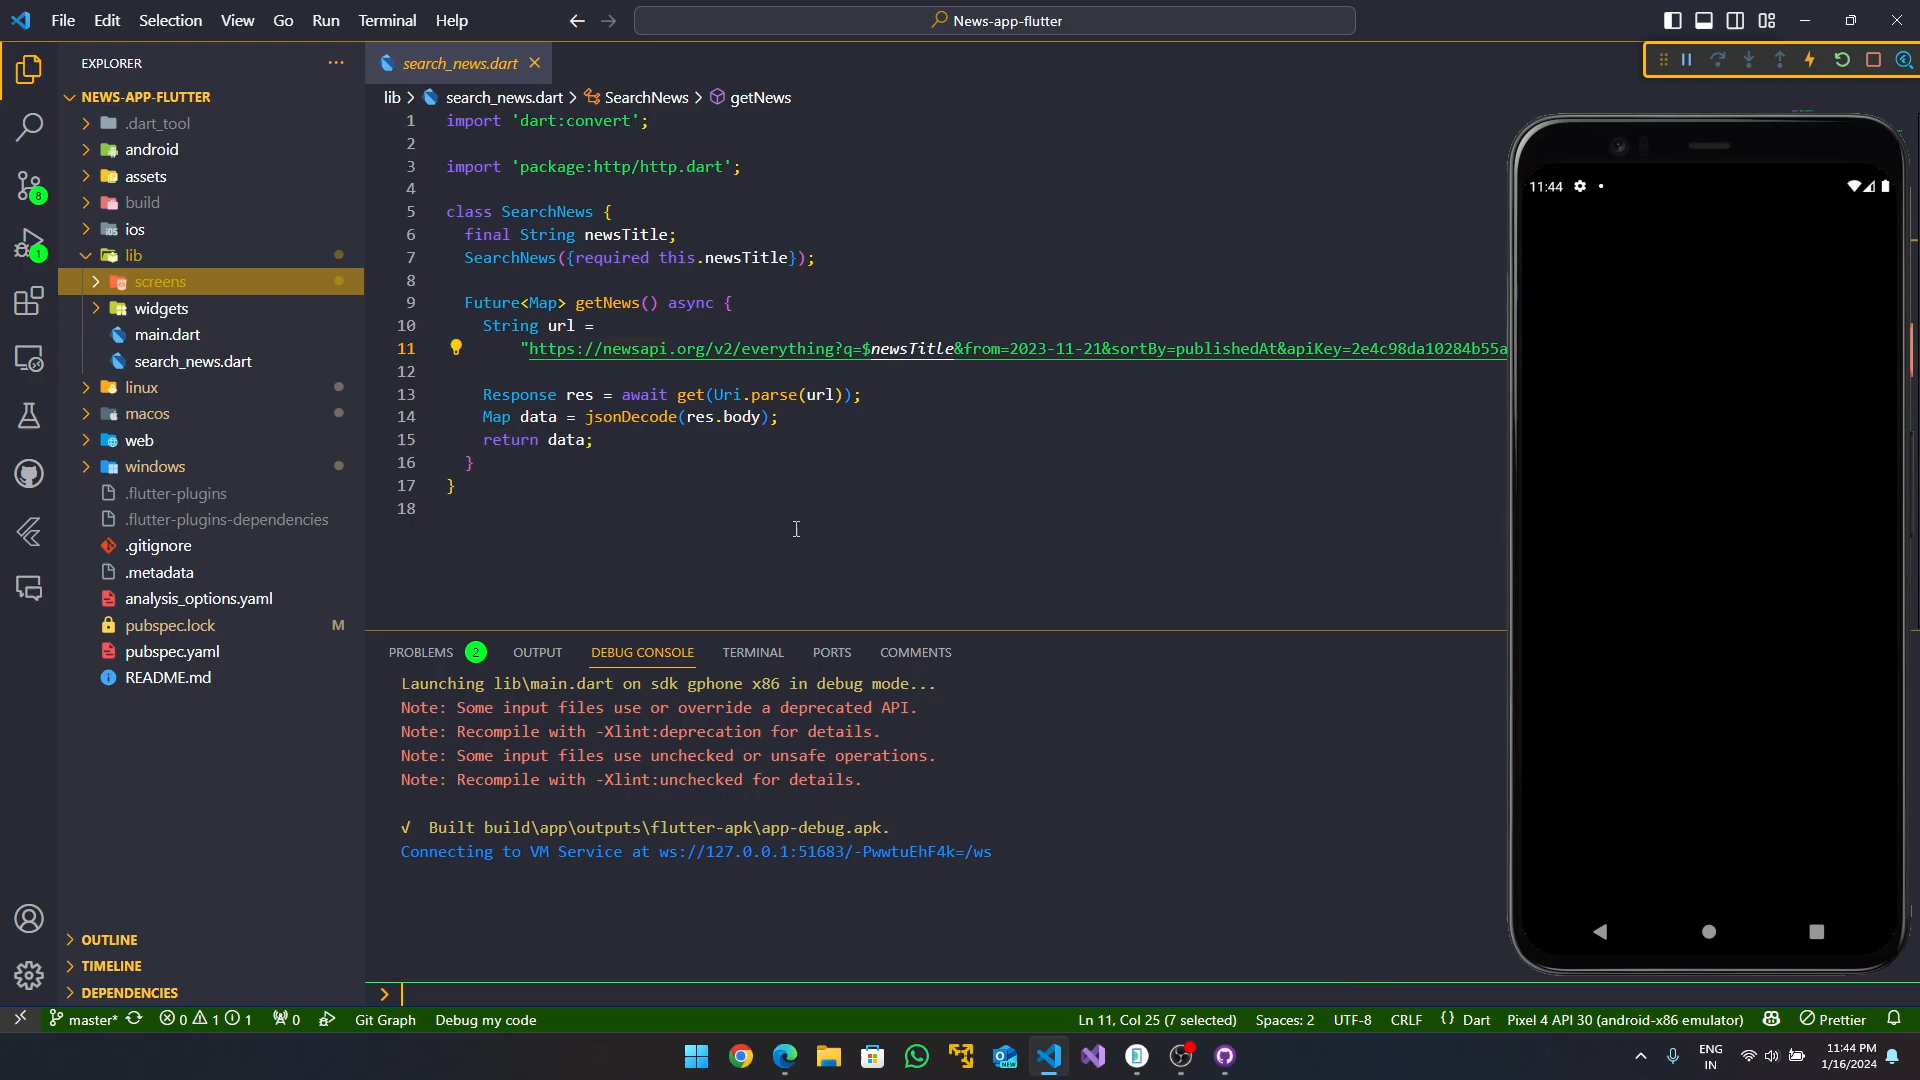 File Edit Selection View Go Run Terminal Help
News-app-flutter
EXPLORER
search_news.dart
NEWS-APP-FLUTTER
.dart_tool
android
assets
build
ios
lib
screens
widgets
main.dart
search_news.dart
linux
macos
web
windows
.flutter-plugins
.flutter-plugins-dependencies
.gitignore
.metadata
analysis_options.yaml
pubspec.lock M
pubspec.yaml
README.md
OUTLINE
TIMELINE
DEPENDENCIES
8
1
lib > search_news.dart > SearchNews > getNews
1 import 'dart:convert';
2
3 import 'package:http/http.dart';
4
5 class SearchNews {
6 final String newsTitle;
7 SearchNews({required this.newsTitle});
8
9 Future<Map> getNews() async {
10 String url =
11 "https://newsapi.org/v2/everything?q=$newsTitle&from=2023-11-21&sortBy=publishedAt&apiKey=2e4c98da10284b55a
12
13 Response res = await get(Uri.parse(url));
14 Map data = jsonDecode(res.body);
15 return data;
16 }
17 }
18
11:44
PROBLEMS 2 OUTPUT DEBUG CONSOLE TERMINAL PORTS COMMENTS
Launching lib\main.dart on sdk gphone x86 in debug mode...
Note: Some input files use or override a deprecated API.
Note: Recompile with -Xlint:deprecation for details.
Note: Some input files use unchecked or unsafe operations.
Note: Recompile with -Xlint:unchecked for details.
√ Built build\app\outputs\flutter-apk\app-debug.apk.
Connecting to VM Service at ws://127.0.0.1:51683/-PwwtuEhF4k=/ws
>
master* 0 1 1 0 Git Graph Debug my code Ln 11, Col 25 (7 selected) Spaces: 2 UTF-8 CRLF {} Dart Pixel 4 API 30 (android-x86 emulator) Prettier
ENG
IN
11:44 PM
1/16/2024